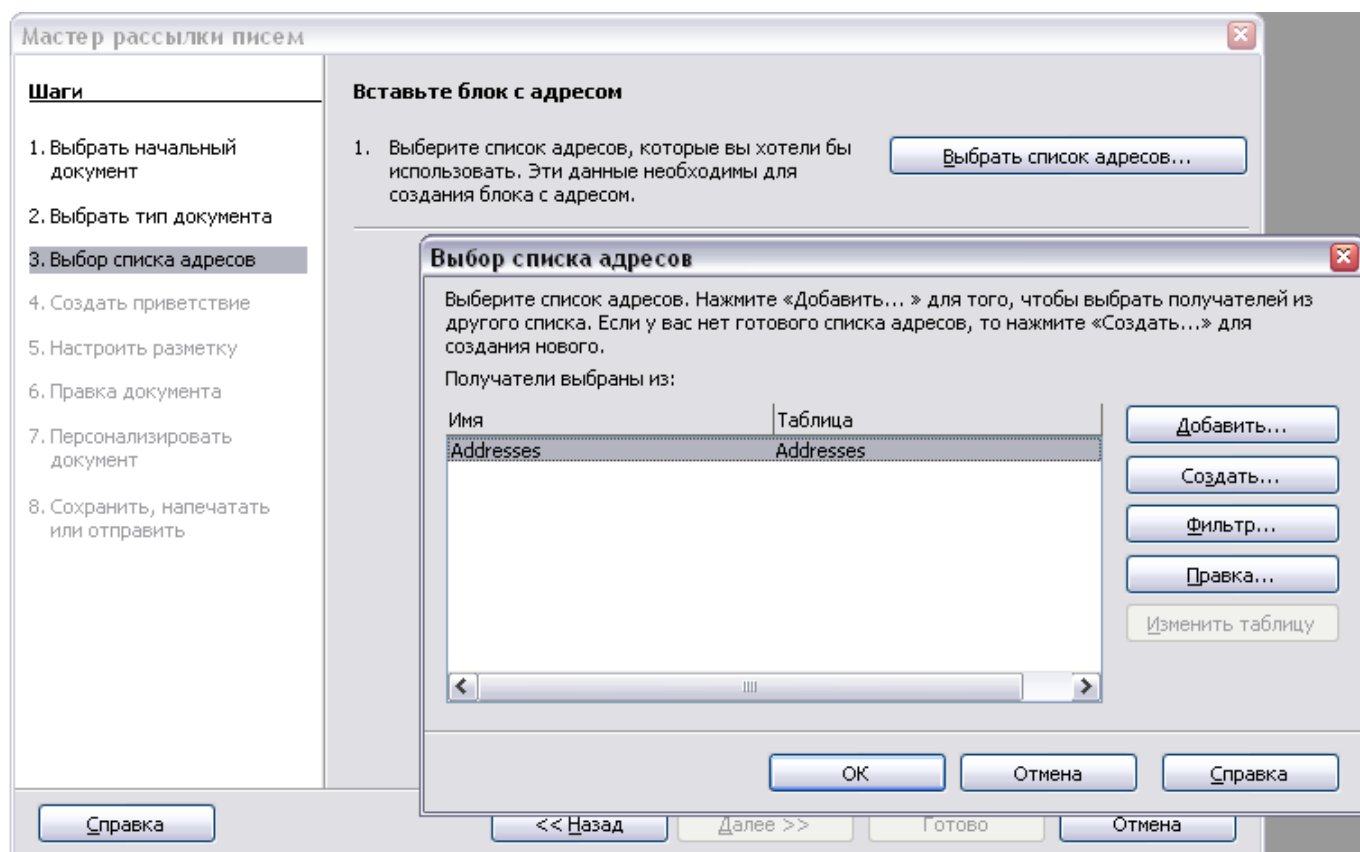 Мастер рассылки писем
Шаги
1. Выбрать начальный
документ
2. Выбрать тип документа
3. Выбор списка адресов
4. Создать приветствие
5. Настроить разметку
6. Правка документа
7. Персонализировать
документ
8. Сохранить, напечатать
или отправить
Вставьте блок с адресом
1. Выберите список адресов, которые вы хотели бы
использовать. Эти данные необходимы для
создания блока с адресом.
Выбрать список адресов...
Выбор списка адресов
Выберите список адресов. Нажмите «Добавить... » для того, чтобы выбрать получателей из
другого списка. Если у вас нет готового списка адресов, то нажмите «Создать...» для
создания нового.
Получатели выбраны из:
Имя Таблица
Addresses Addresses
Добавить...
Создать...
Фильтр...
Правка...
Изменить таблицу
ОК Отмена Справка
Справка << Назад Далее >> Готово Отмена